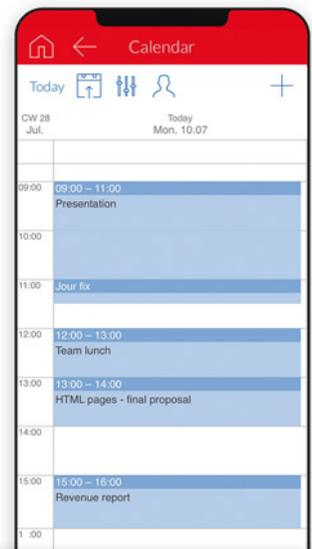 Calendar
Today
CW 28
Jul.
Today
Mon. 10.07
09:00
09:00 – 11:00
Presentation
10:00
11:00
Jour fix
12:00
12:00 – 13:00
Team lunch
13:00
13:00 – 14:00
HTML pages - final proposal
14:00
15:00
15:00 – 16:00
Revenue report
:00